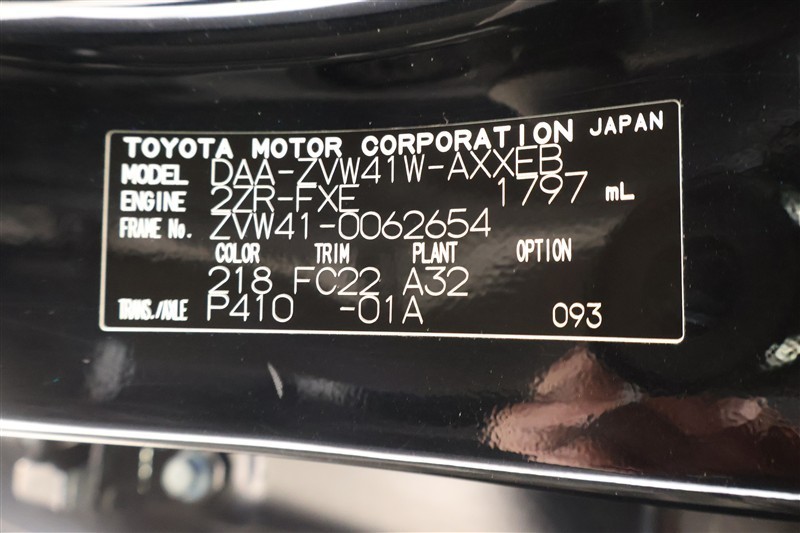 TOYOTA MOTOR CORPORATION JAPAN
MODEL DAA-ZVW41W-AXXEB
ENGINE 2ZR-FXE 1797 mL
FRAME No. ZVW41-0062654
COLOR TRIM PLANT OPTION
218 FC22 A32
TRANS./AXLE P410 -01A 093